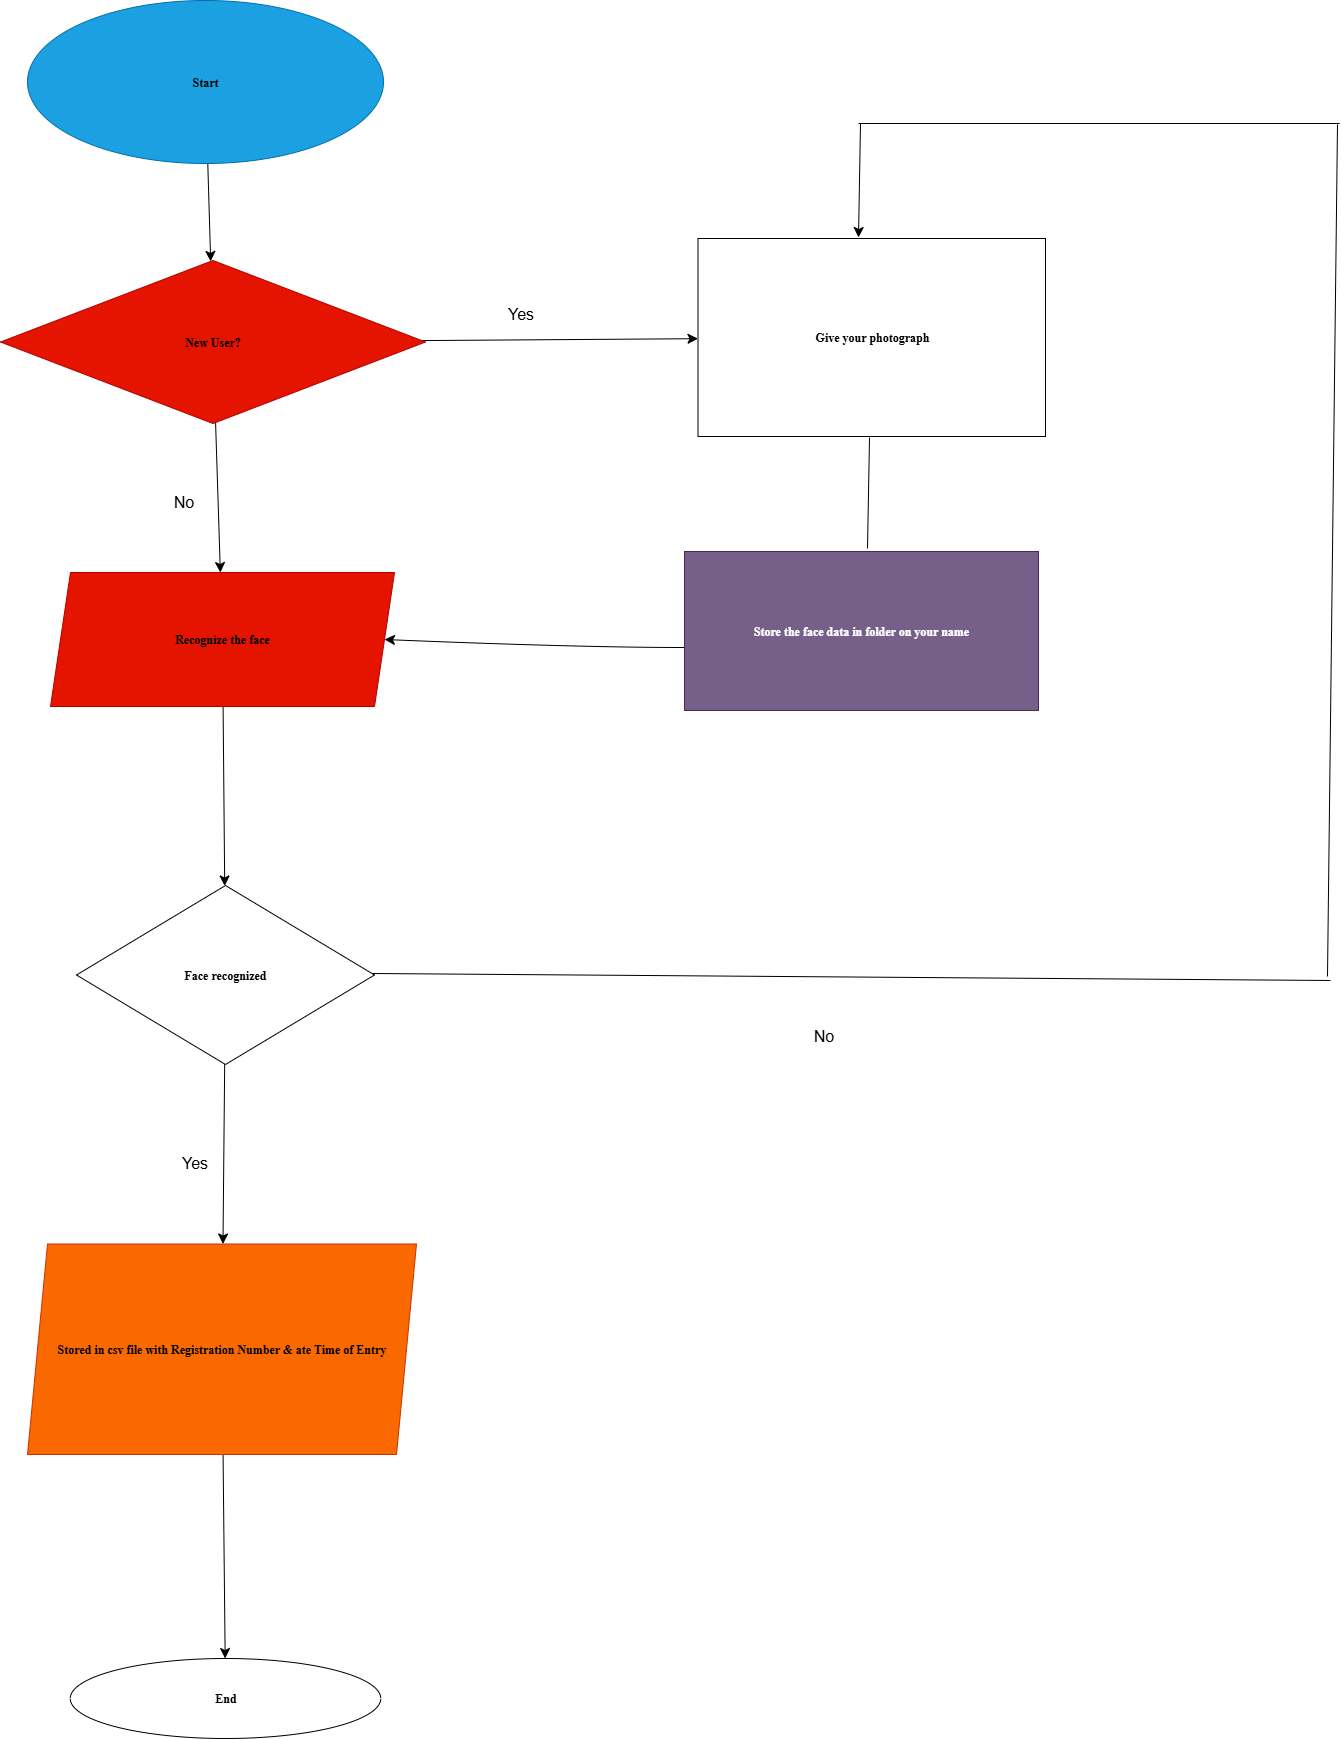 Start
New User?
Yes
Give your photograph
No
Recognize the face
Store the face data in folder on your name
Face recognized
No
Yes
Stored in csv file with Registration Number & ate Time of Entry
End